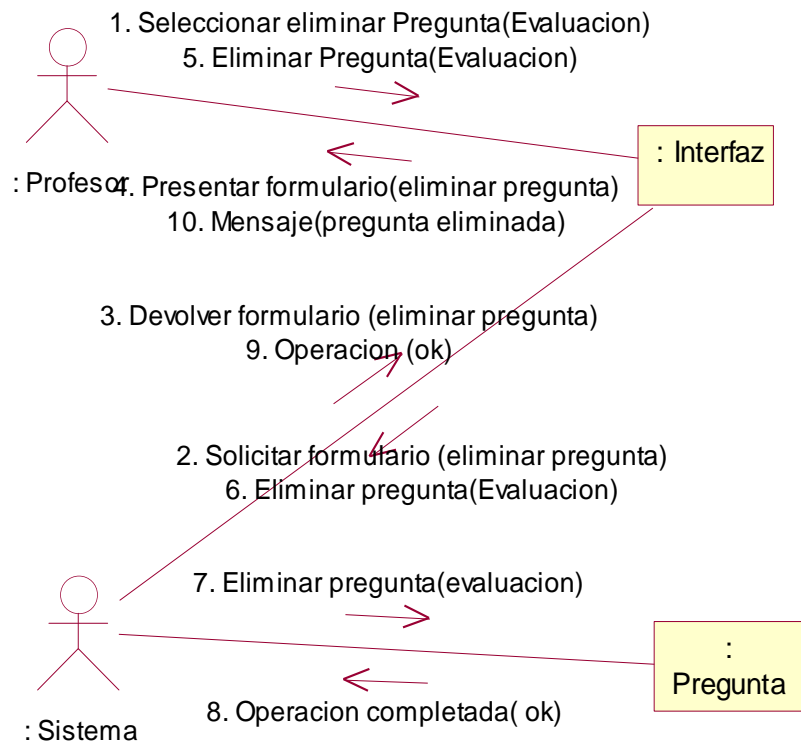 1. Seleccionar eliminar Pregunta(Evaluacion)
5. Eliminar Pregunta(Evaluacion)
: Interfaz
: Profesor
4. Presentar formulario(eliminar pregunta)
10. Mensaje(pregunta eliminada)
3. Devolver formulario (eliminar pregunta)
9. Operacion (ok)
2. Solicitar formulario (eliminar pregunta)
6. Eliminar pregunta(Evaluacion)
7. Eliminar pregunta(evaluacion)
:
Pregunta
8. Operacion completada( ok)
: Sistema